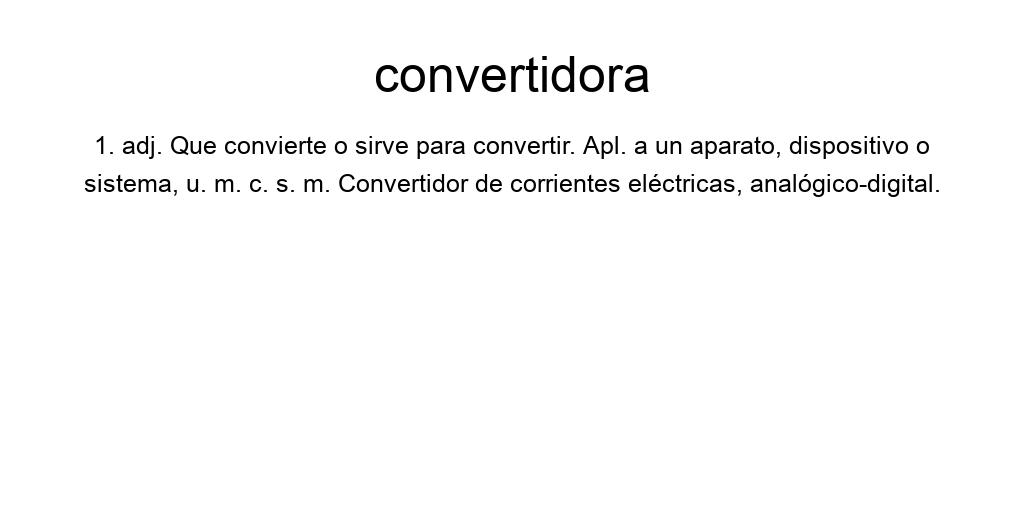 convertidora
1. adj. Que convierte o sirve para convertir. Apl. a un aparato, dispositivo o
sistema, u. m. c. s. m. Convertidor de corrientes eléctricas, analógico-digital.